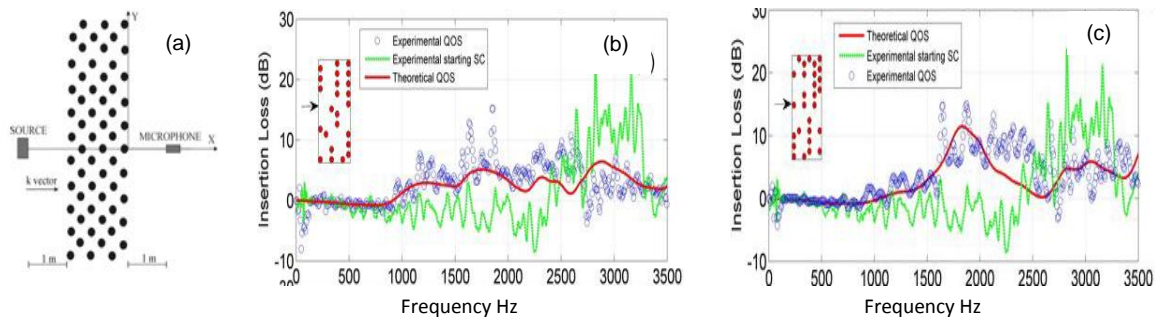 (a)
Y
SOURCE
MICROPHONE
X
k vector
1 m
1 m
(b)
Insertion Loss (dB)
30
20
10
0
-10
Experimental QOS
Experimental starting SC
Theoretical QOS
0
500
1000
1500
2000
2500
3000
3500
Frequency Hz
(c)
Insertion Loss (dB)
30
20
10
0
-10
Theoretical QOS
Experimental starting SC
Experimental QOS
0
500
1000
1500
2000
2500
3000
3500
Frequency Hz